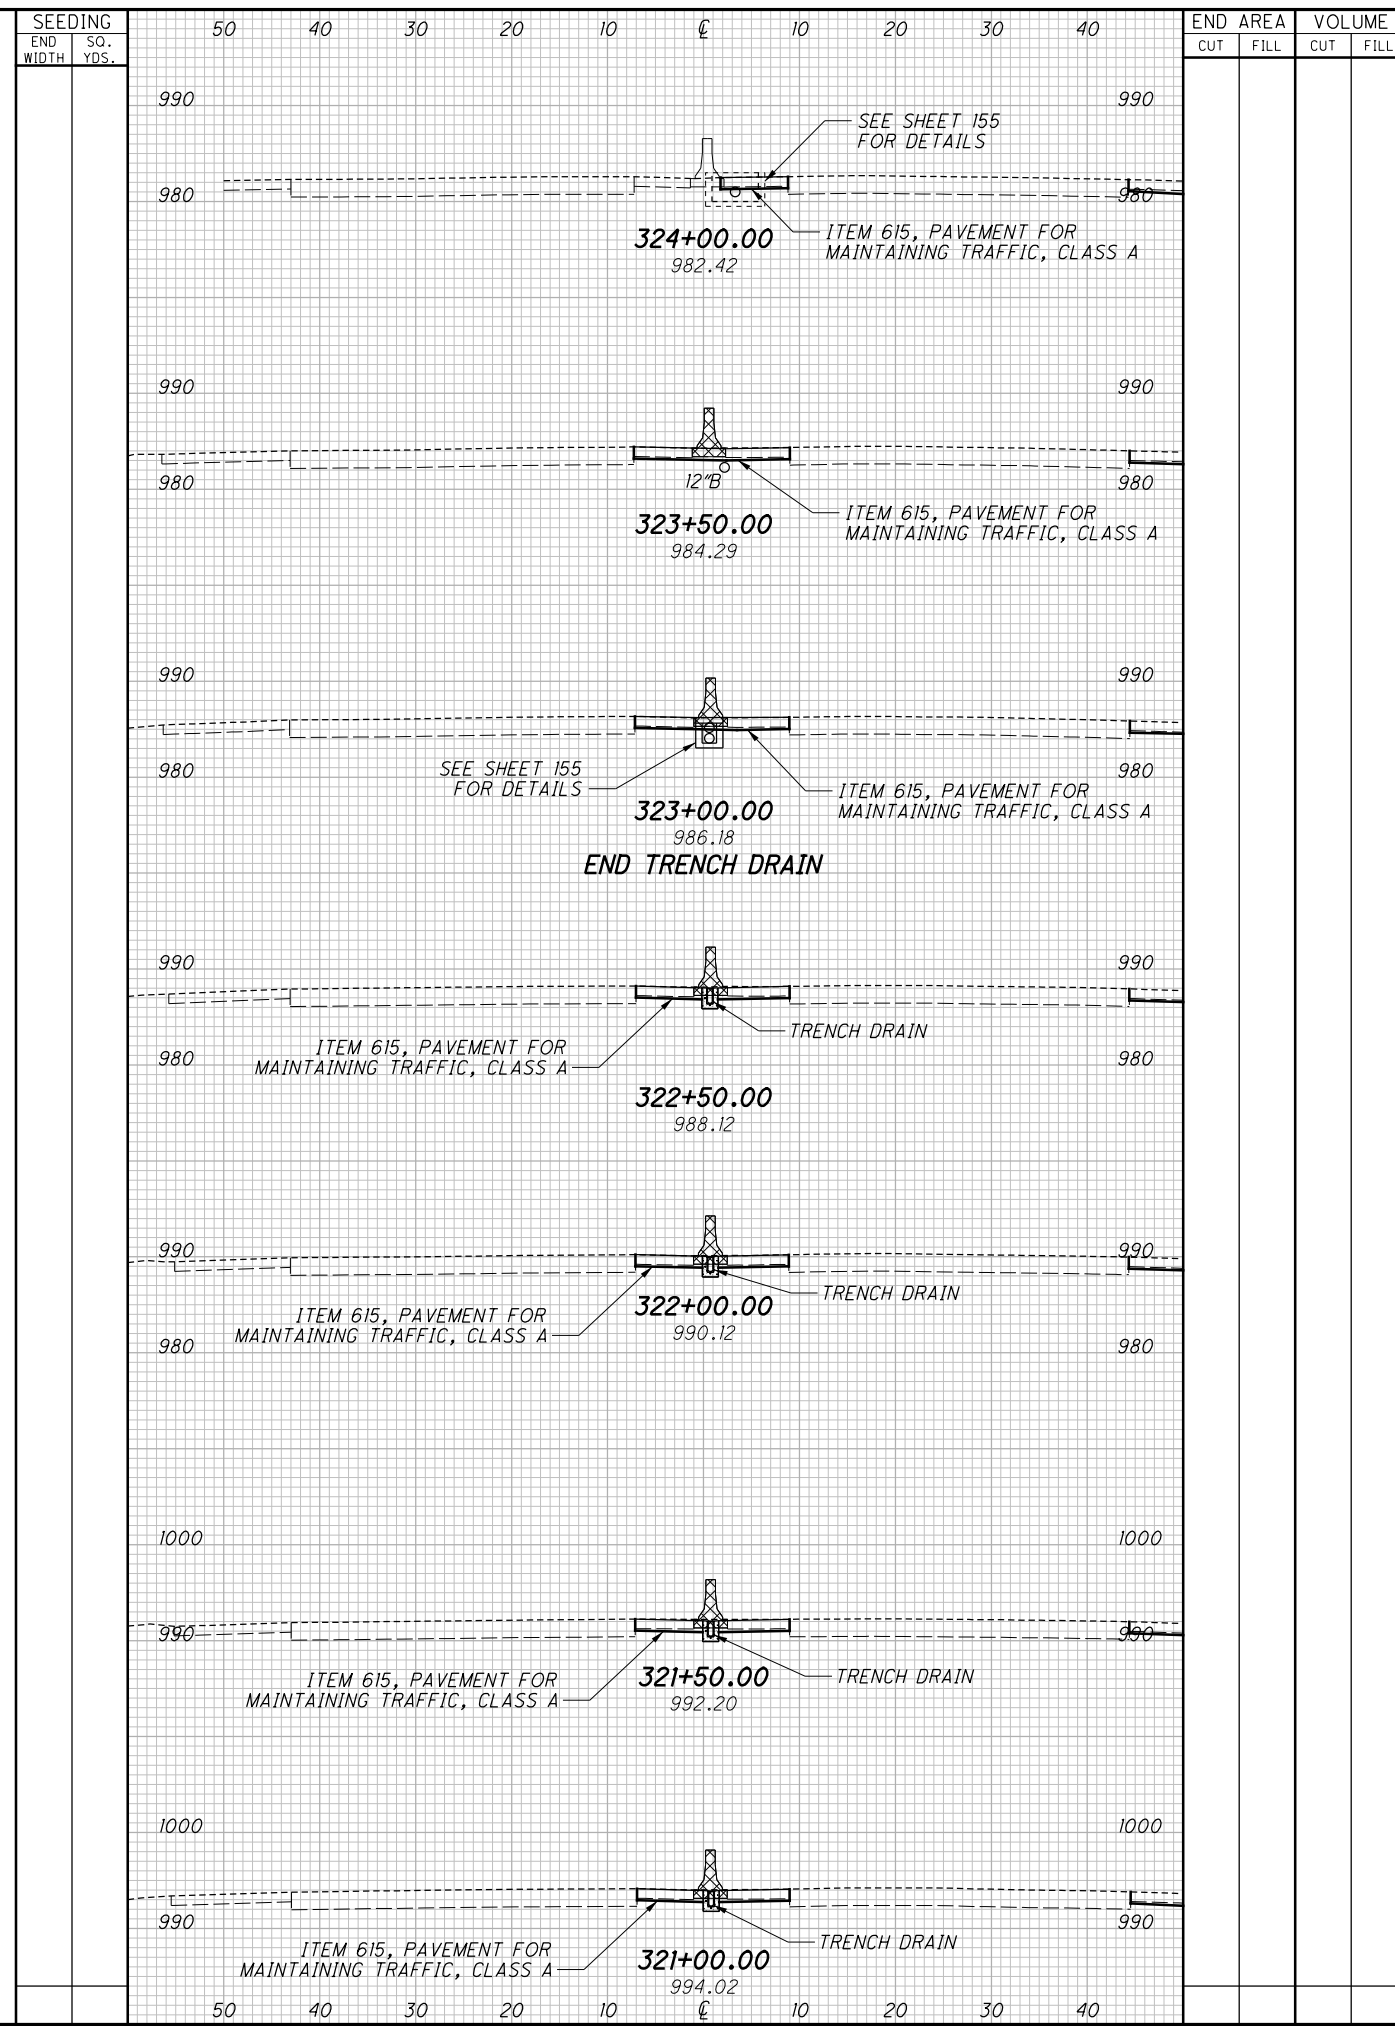 SEEDING
END WIDTH
SQ. YDS.
50 40 30 20 10 ℄ 10 20 30 40
END AREA
VOLUME
CUT FILL CUT FILL
990 990
SEE SHEET 155
FOR DETAILS
980 980
324+00.00
982.42
ITEM 615, PAVEMENT FOR
MAINTAINING TRAFFIC, CLASS A
990 990
980 980
12"B
323+50.00
984.29
ITEM 615, PAVEMENT FOR
MAINTAINING TRAFFIC, CLASS A
990 990
980 980
SEE SHEET 155
FOR DETAILS
ITEM 615, PAVEMENT FOR
MAINTAINING TRAFFIC, CLASS A
323+00.00
986.18
END TRENCH DRAIN
990 990
TRENCH DRAIN
ITEM 615, PAVEMENT FOR
MAINTAINING TRAFFIC, CLASS A
980 980
322+50.00
988.12
990 990
TRENCH DRAIN
322+00.00
990.12
ITEM 615, PAVEMENT FOR
MAINTAINING TRAFFIC, CLASS A
980 980
1000 1000
990 990
321+50.00
992.20
TRENCH DRAIN
ITEM 615, PAVEMENT FOR
MAINTAINING TRAFFIC, CLASS A
1000 1000
990 990
TRENCH DRAIN
ITEM 615, PAVEMENT FOR
MAINTAINING TRAFFIC, CLASS A
321+00.00
994.02
50 40 30 20 10 ℄ 10 20 30 40